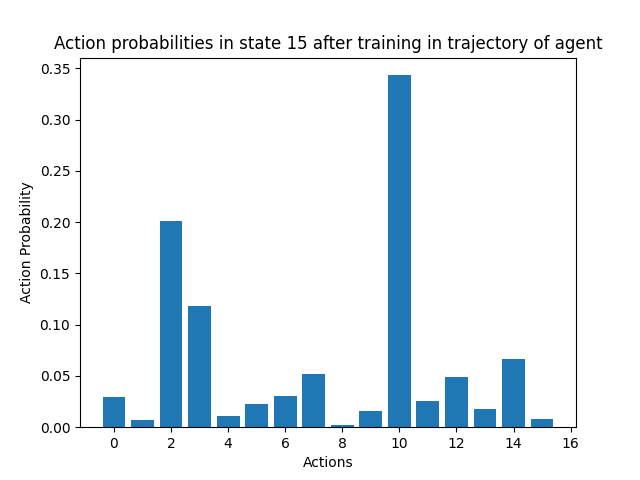 Action probabilities in state 15 after training in trajectory of agent
0.35
0.30
0.25
0.20
0.15
0.10
0.05
0.00
Action Probability
0 2 4 6 8 10 12 14 16
Actions